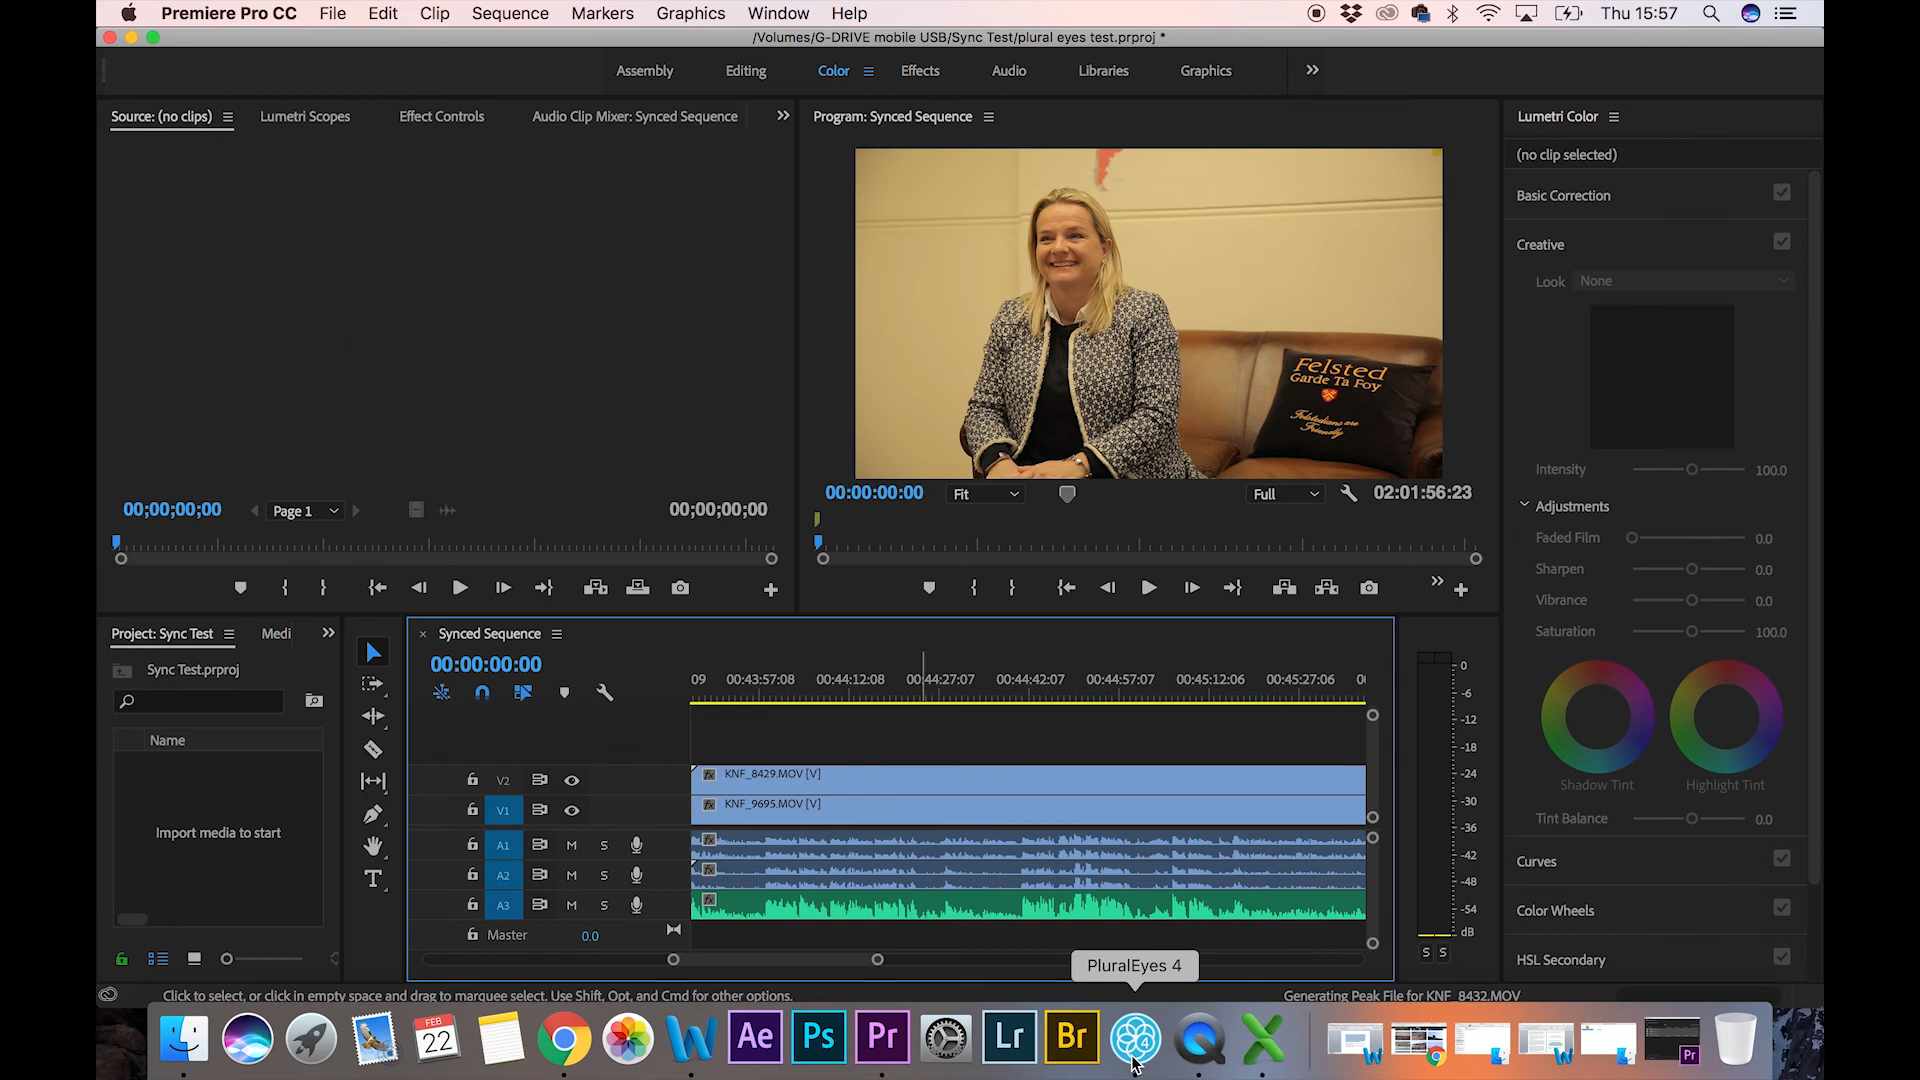 Premiere Pro CC File Edit Clip Sequence Markers Graphics Window Help Thu 15:57
/Volumes/G-DRIVE mobile USB/Sync Test/plural eyes test.prproj *
Assembly Editing Color Effects Audio Libraries Graphics
Source: (no clips) Lumetri Scopes Effect Controls Audio Clip Mixer: Synced Sequence
Program: Synced Sequence
Lumetri Color
(no clip selected)
Basic Correction
Creative
Look None
Felsted
Garde Ta Foy
Felstedians are
Friendly
Intensity 100.0
00;00;00;00 Page 1 00;00;00;00
00:00:00:00 Fit Full 02:01:56:23
Adjustments
Faded Film 0.0
Sharpen 0.0
Vibrance 0.0
Saturation 100.0
Shadow Tint Highlight Tint
Tint Balance 0.0
Curves
Color Wheels
HSL Secondary
Project: Sync Test Medi
Sync Test.prproj
Name
Import media to start
Synced Sequence
00:00:00:00
09 00:43:57:08 00:44:12:08 00:44:27:07 00:44:42:07 00:44:57:07 00:45:12:06 00:45:27:06
V2 fx KNF_8429.MOV [V]
V1 fx KNF_9695.MOV [V]
A1 M S fx
A2 M S fx
A3 M S fx
Master 0.0
0
-6
-12
-18
-24
-30
-36
-42
-48
-54
dB
S S
PluralEyes 4
Click to select, or click in empty space and drag to marquee select. Use Shift, Opt, and Cmd for other options.
Generating Peak File for KNF_8432.MOV
FEB
22
W Ae Ps Pr Lr Br 4 X
W W Pr